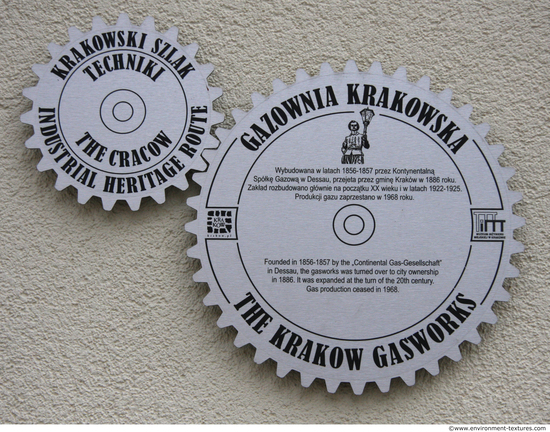 KRAKOWSKI SZLAK
TECHNIKI
THE CRACOW
INDUSTRIAL HERITAGE ROUTE
GAZOWNIA KRAKOWSKA
Wybudowana w latach 1856-1857 przez Kontynentalną
Spółkę Gazową w Dessau, przejęta przez gminę Kraków w 1886 roku.
Zakład rozbudowano głównie na początku XX wieku i w latach 1922-1925.
Produkcji gazu zaprzestano w 1968 roku.
KRA
KOW
Founded in 1856-1857 by the „Continental Gas-Gesellschaft"
in Dessau, the gasworks was turned over to city ownership
in 1886. It was expanded at the turn of the 20th century.
Gas production ceased in 1968.
THE KRAKOW GASWORKS
©www.environment-textures.com